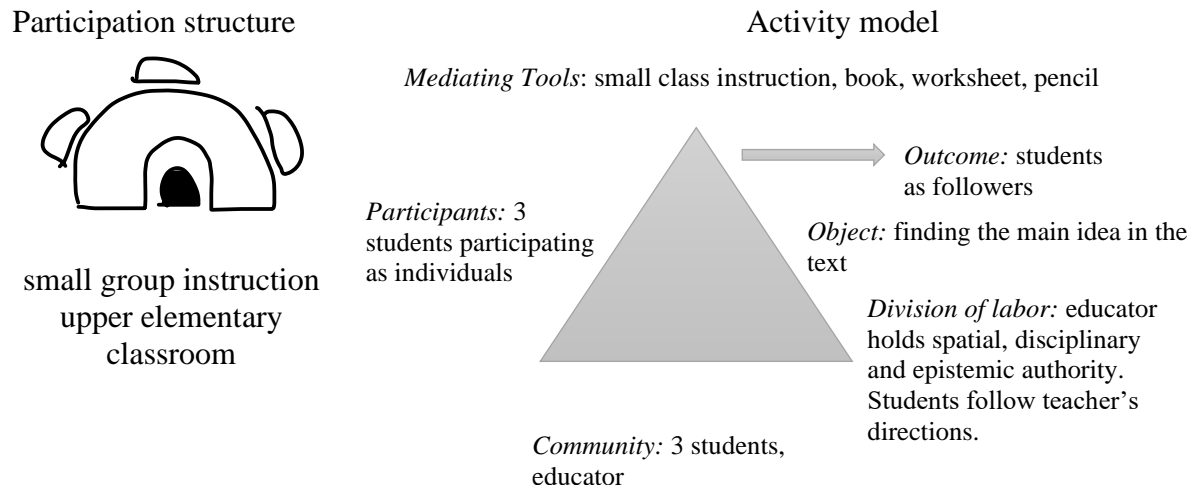 Participation structure
small group instruction
upper elementary
classroom
Activity model
Mediating Tools: small class instruction, book, worksheet, pencil
Outcome: students
as followers
Participants: 3
students participating
as individuals
Object: finding the main idea in the
text
Division of labor: educator
holds spatial, disciplinary
and epistemic authority.
Students follow teacher’s
directions.
Community: 3 students,
educator